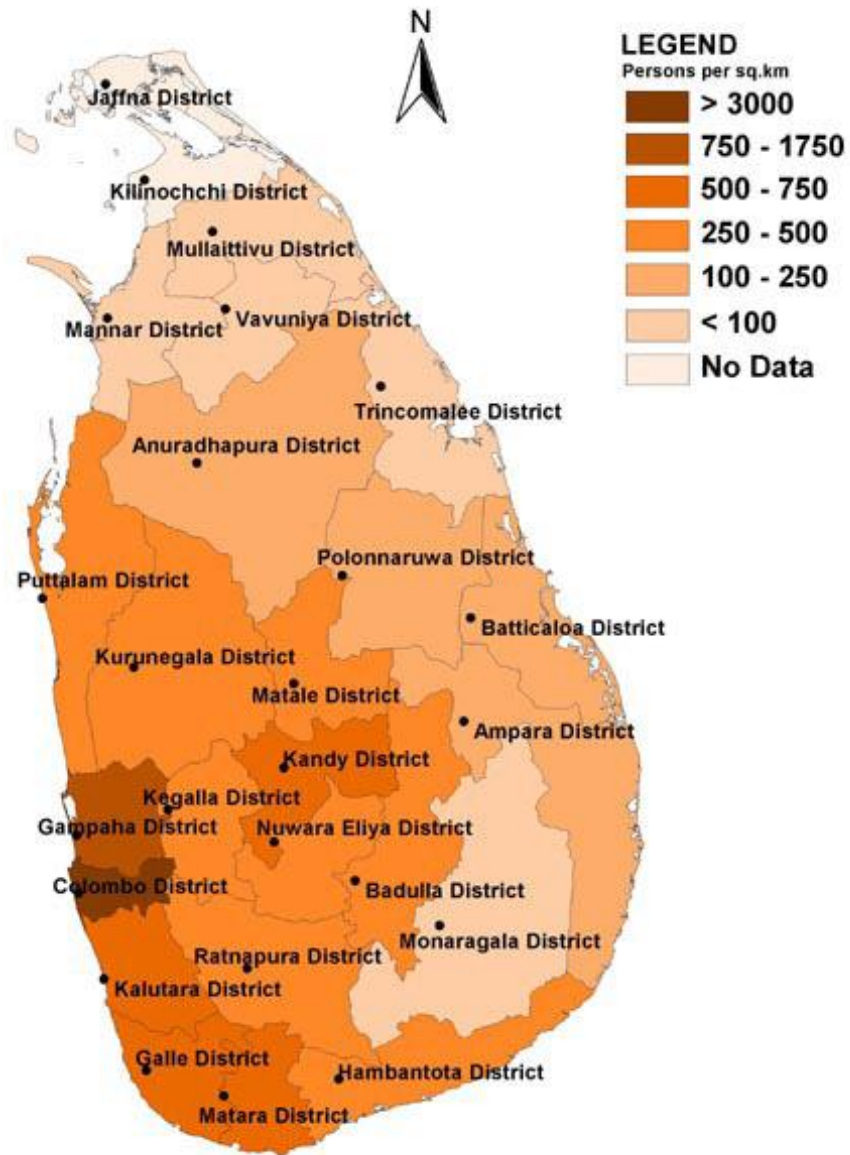 N
LEGEND
Persons per sq.km
> 3000
750 - 1750
500 - 750
250 - 500
100 - 250
< 100
No Data
Jaffna District
Kilinochchi District
Mullaittivu District
Mannar District
Vavuniya District
Trincomalee District
Anuradhapura District
Polonnaruwa District
Puttalam District
Batticaloa District
Kurunegala District
Matale District
Ampara District
Kandy District
Kegalla District
Gampaha District
Nuwara Eliya District
Colombo District
Badulla District
Monaragala District
Ratnapura District
Kalutara District
Galle District
Hambantota District
Matara District